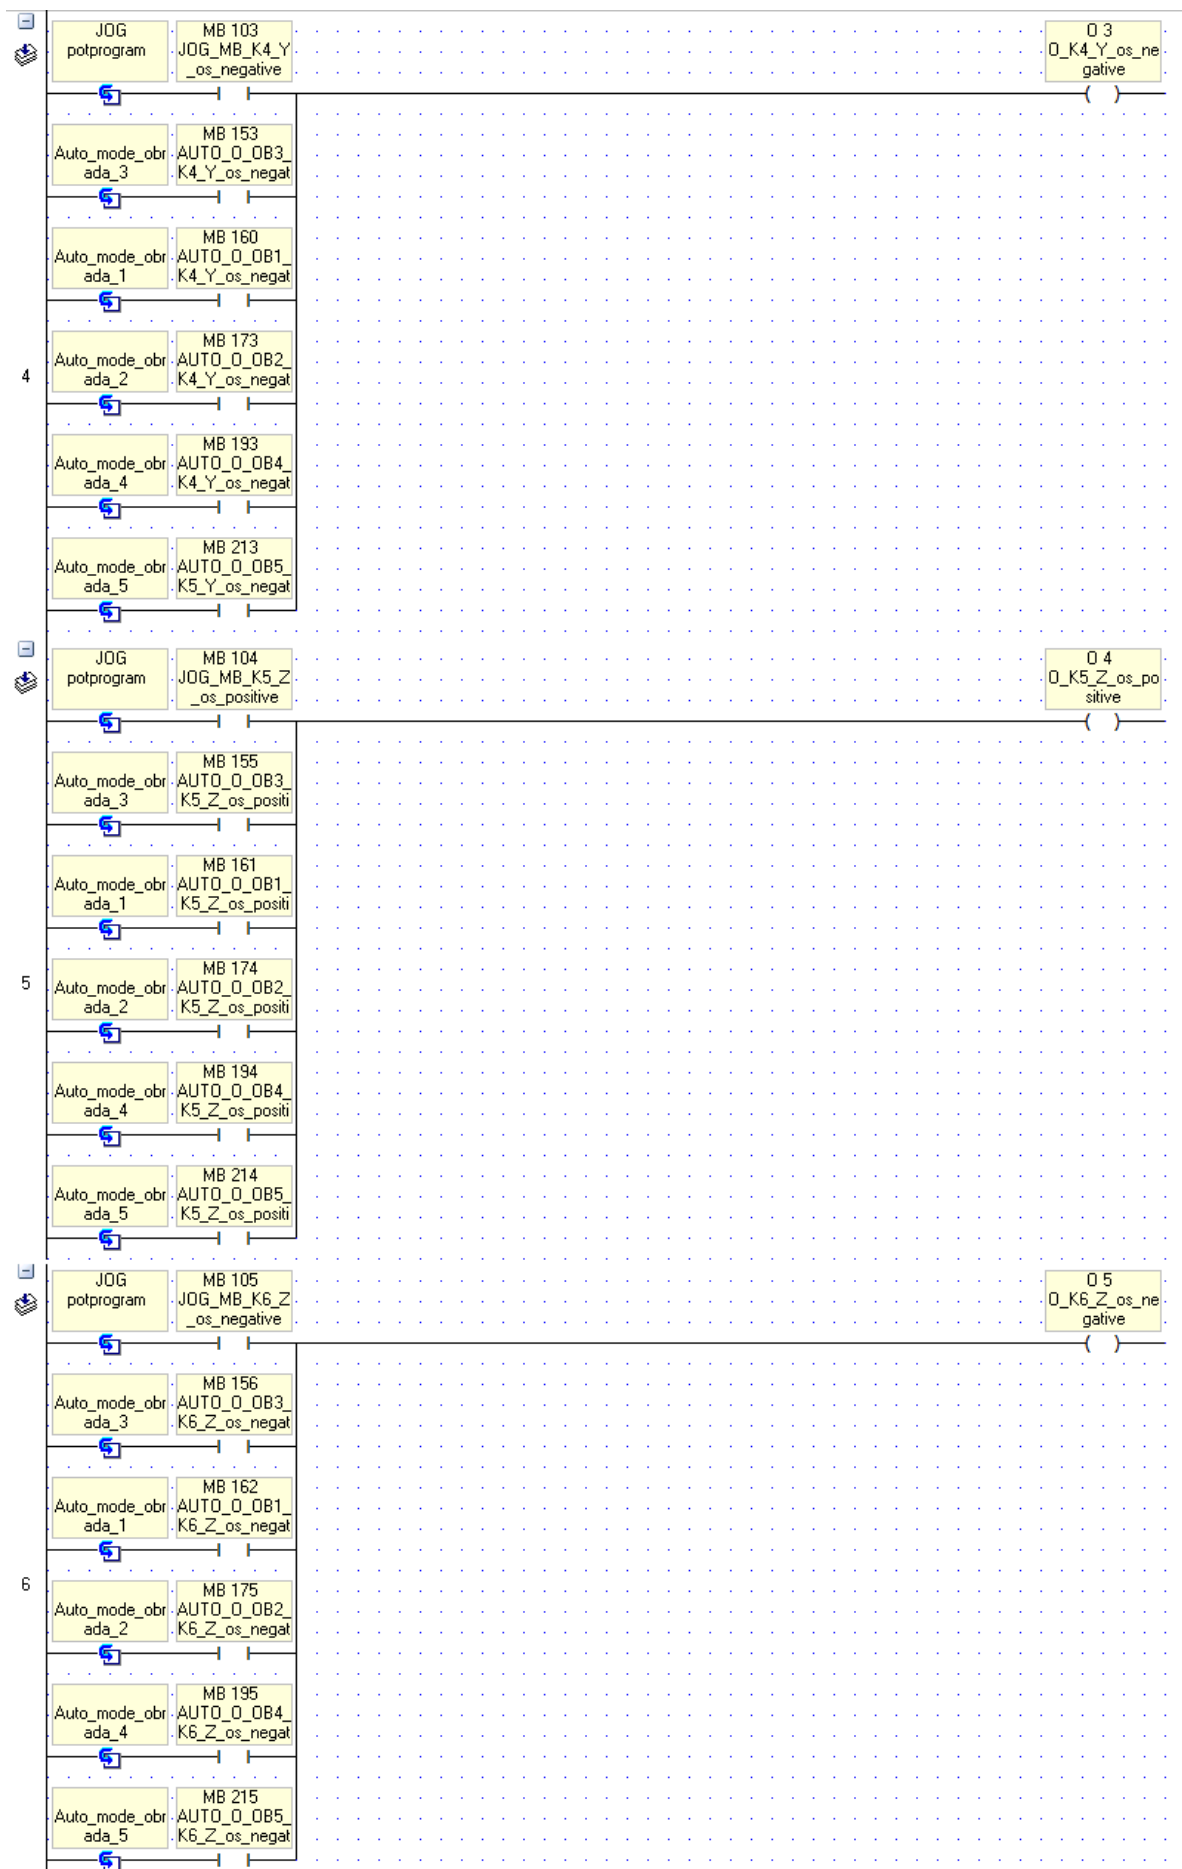 JOG
potprogram
MB 103
JOG_MB_K4_Y
_os_negative
O 3
O_K4_Y_os_ne
gative
Auto_mode_obr
ada_3
MB 153
AUTO_O_OB3_
K4_Y_os_negat
Auto_mode_obr
ada_1
MB 160
AUTO_O_OB1_
K4_Y_os_negat
4
Auto_mode_obr
ada_2
MB 173
AUTO_O_OB2_
K4_Y_os_negat
Auto_mode_obr
ada_4
MB 193
AUTO_O_OB4_
K4_Y_os_negat
Auto_mode_obr
ada_5
MB 213
AUTO_O_OB5_
K5_Y_os_negat
JOG
potprogram
MB 104
JOG_MB_K5_Z
_os_positive
O 4
O_K5_Z_os_po
sitive
Auto_mode_obr
ada_3
MB 155
AUTO_O_OB3_
K5_Z_os_positi
Auto_mode_obr
ada_1
MB 161
AUTO_O_OB1_
K5_Z_os_positi
5
Auto_mode_obr
ada_2
MB 174
AUTO_O_OB2_
K5_Z_os_positi
Auto_mode_obr
ada_4
MB 194
AUTO_O_OB4_
K5_Z_os_positi
Auto_mode_obr
ada_5
MB 214
AUTO_O_OB5_
K5_Z_os_positi
JOG
potprogram
MB 105
JOG_MB_K6_Z
_os_negative
O 5
O_K6_Z_os_ne
gative
Auto_mode_obr
ada_3
MB 156
AUTO_O_OB3_
K6_Z_os_negat
Auto_mode_obr
ada_1
MB 162
AUTO_O_OB1_
K6_Z_os_negat
6
Auto_mode_obr
ada_2
MB 175
AUTO_O_OB2_
K6_Z_os_negat
Auto_mode_obr
ada_4
MB 195
AUTO_O_OB4_
K6_Z_os_negat
Auto_mode_obr
ada_5
MB 215
AUTO_O_OB5_
K6_Z_os_negat